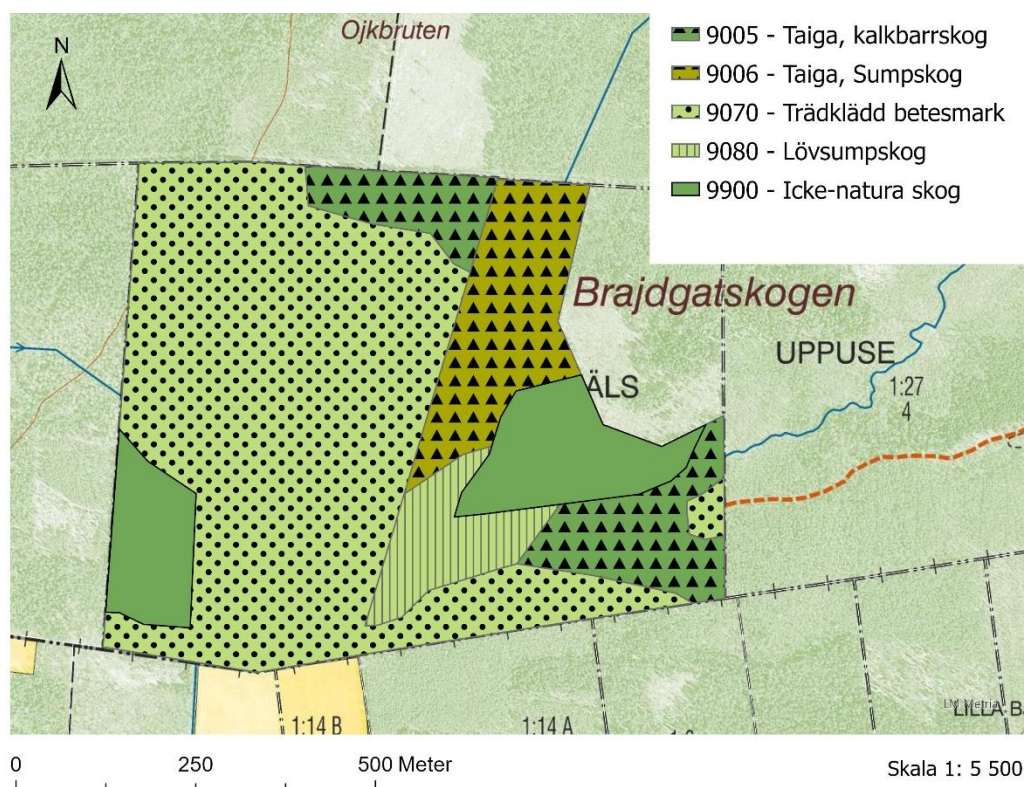 Ojkbruten
N
9005 - Taiga, kalkbarrskog
9006 - Taiga, Sumpskog
9070 - Trädklädd betesmark
9080 - Lövsumpskog
9900 - Icke-natura skog
Brajdgatskogen
ÄLS
UPPUSE
1:27
4
1:14 B
1:14 A
LM Metria
LILLA
0
250
500 Meter
Skala 1: 5 500